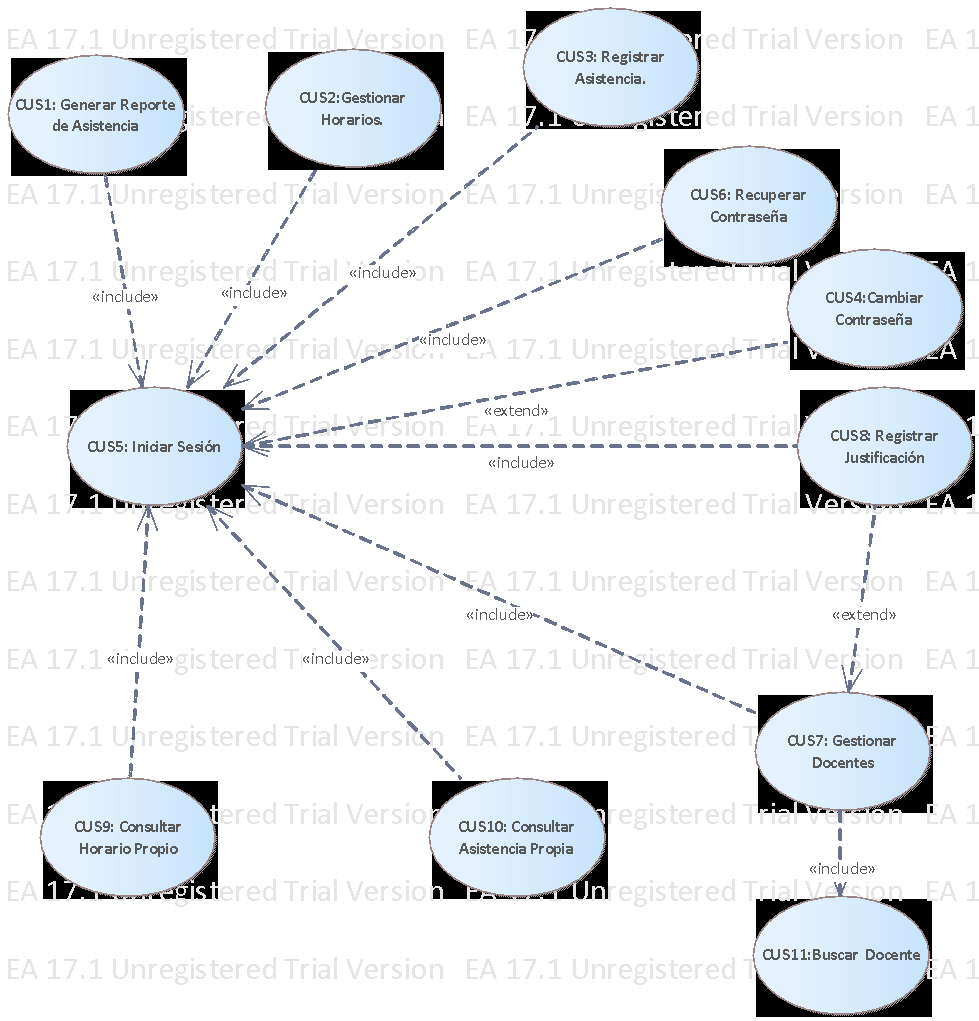 EA 17.1 Unregistered Trial Version
CUS1: Generar Reporte
de Asistencia
CUS2:Gestionar
Horarios.
CUS3: Registrar
Asistencia.
CUS6: Recuperar
Contraseña
CUS4:Cambiar
Contraseña
«include»
«include»
«include»
«include»
«extend»
CUS5: Iniciar Sesión
CUS8: Registrar
Justificación
«include»
«include»
«extend»
«include»
«include»
CUS7: Gestionar
Docentes
CUS9: Consultar
Horario Propio
CUS10: Consultar
Asistencia Propia
«include»
CUS11:Buscar Docente